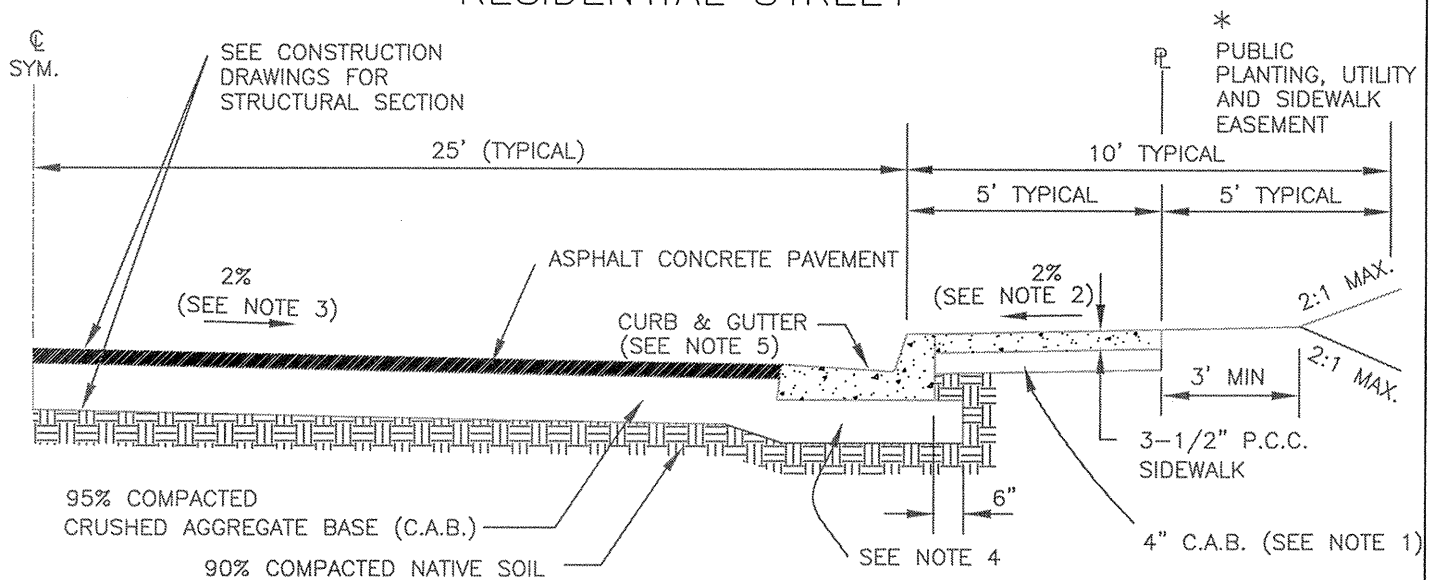 RESIDENTIAL STREET
℄
SYM.
SEE CONSTRUCTION
DRAWINGS FOR
STRUCTURAL SECTION
*
PUBLIC
PLANTING, UTILITY
AND SIDEWALK
EASEMENT
P̵L
25' (TYPICAL)
10' TYPICAL
5' TYPICAL
5' TYPICAL
ASPHALT CONCRETE PAVEMENT
2%
(SEE NOTE 3)
2%
(SEE NOTE 2)
2:1 MAX.
CURB & GUTTER
(SEE NOTE 5)
2:1 MAX.
3' MIN
3-1/2" P.C.C.
SIDEWALK
6"
95% COMPACTED
CRUSHED AGGREGATE BASE (C.A.B.)
SEE NOTE 4
4" C.A.B. (SEE NOTE 1)
90% COMPACTED NATIVE SOIL